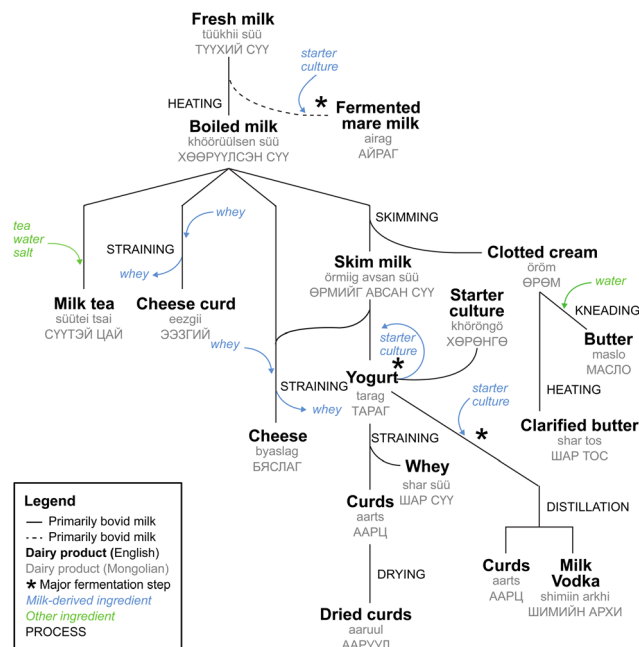 Fresh milk
tüükhii süü
ТҮҮХИЙ СҮҮ
starter
culture
HEATING
Fermented
mare milk
airag
АЙРАГ
Boiled milk
khöörüülsen süü
ХӨӨРҮҮЛСЭН СҮҮ
tea
water
salt
whey
STRAINING
whey
SKIMMING
Milk tea
süütei tsai
СҮҮТЭЙ ЦАЙ
Cheese curd
eezgii
ЭЭЗГИЙ
Skim milk
örmiig avsan süü
ӨРМИЙГ АВСАН СҮҮ
Clotted cream
öröm
ӨРӨМ
water
KNEADING
Butter
maslo
МАСЛО
Starter
culture
khöröngö
ХӨРӨНГӨ
starter
culture
whey
STRAINING
whey
Yogurt
tarag
ТАРАГ
starter
culture
HEATING
Clarified butter
shar tos
ШАР ТОС
Cheese
byaslag
БЯСЛАГ
STRAINING
Whey
shar süü
ШАР СҮҮ
Curds
aarts
ААРЦ
DISTILLATION
Curds
aarts
ААРЦ
Milk
Vodka
shimiin arkhi
ШИМИЙН АРХИ
DRYING
Dried curds
aaruul
ААРУУЛ
Legend
Primarily bovid milk
Primarily bovid milk
Dairy product (English)
Dairy product (Mongolian)
* Major fermentation step
Milk-derived ingredient
Other ingredient
PROCESS